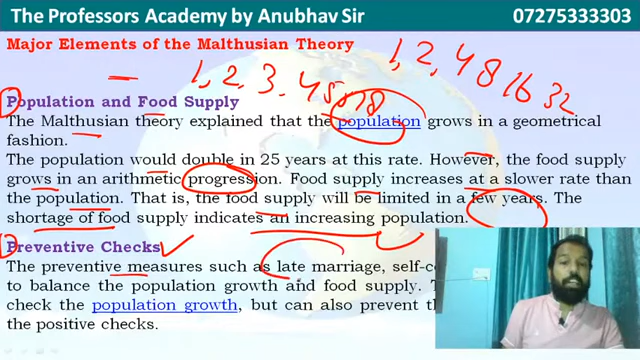 The Professors Academy by Anubhav Sir 07275333303
Major Elements of the Malthusian Theory
1, 2, 4 8 16 32
1, 2, 3, 4 5 6 7 8
Population and Food Supply
The Malthusian theory explained that the population grows in a geometrical
fashion.
The population would double in 25 years at this rate. However, the food supply
grows in an arithmetic progression. Food supply increases at a slower rate than
the population. That is, the food supply will be limited in a few years. The
shortage of food supply indicates an increasing population.
Preventive Checks
The preventive measures such as late marriage,
to balance the population growth and food supply.
check the population growth, but can also prevent
the positive checks.